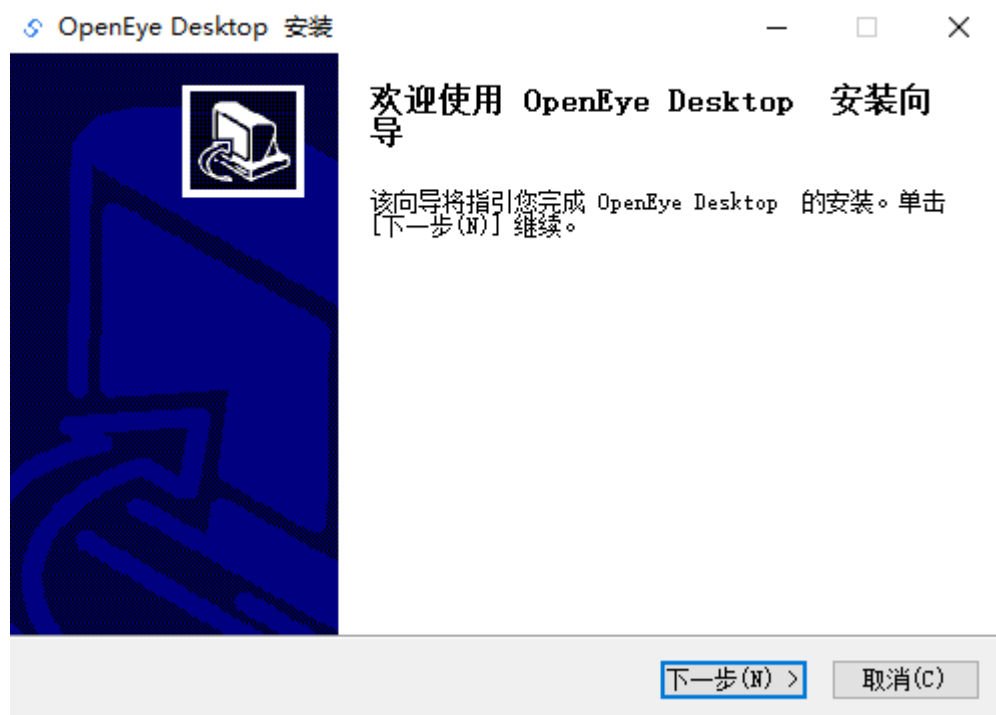 OpenEye Desktop 安装
欢迎使用 OpenEye Desktop 安装向
导
该向导将指引您完成 OpenEye Desktop 的安装。单击
[下一步(N)] 继续。
下一步(N) >
取消(C)